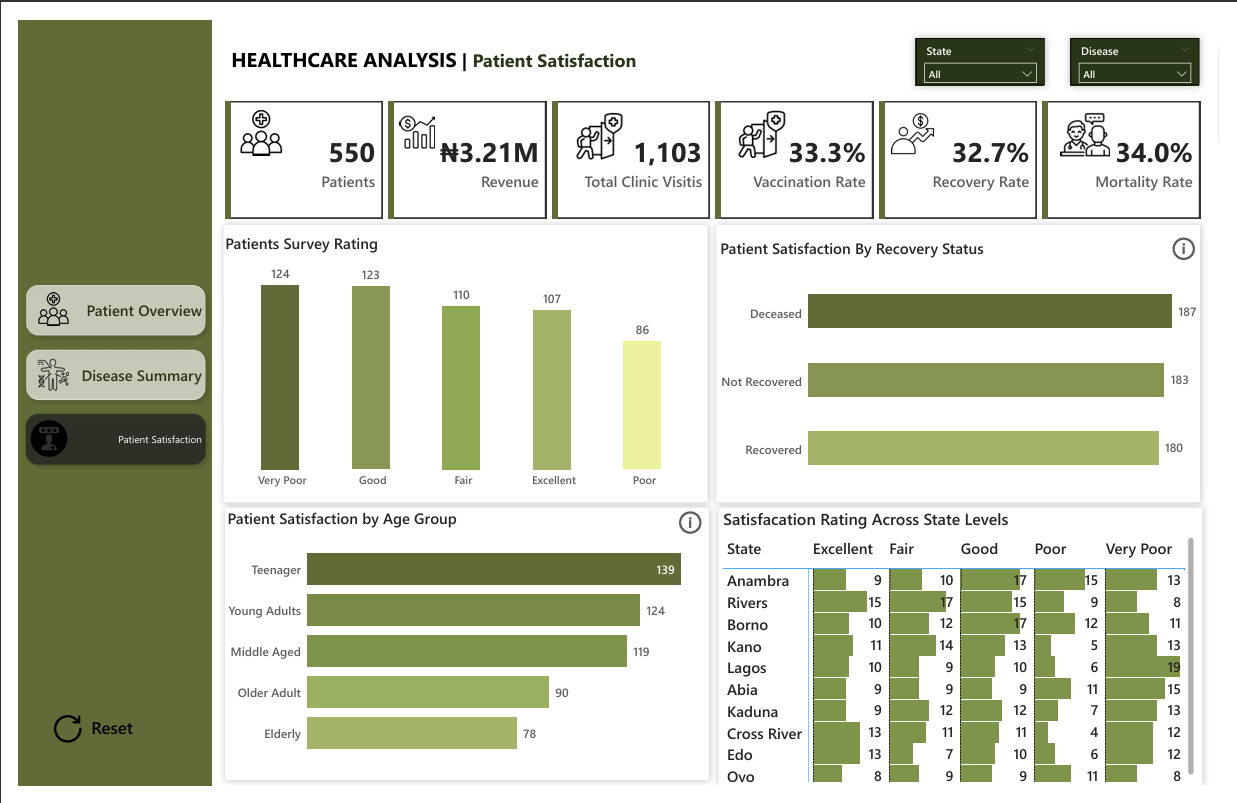 HEALTHCARE ANALYSIS | Patient Satisfaction
State
All
Disease
All
550
Patients
₦3.21M
Revenue
1,103
Total Clinic Visitis
33.3%
Vaccination Rate
32.7%
Recovery Rate
34.0%
Mortality Rate
Patient Overview
Disease Summary
Patient Satisfaction
Reset
Patients Survey Rating
124
123
110
107
86
Very Poor Good Fair Excellent Poor
Patient Satisfaction By Recovery Status
Deceased 187
Not Recovered 183
Recovered 180
Patient Satisfaction by Age Group
Teenager 139
Young Adults 124
Middle Aged 119
Older Adult 90
Elderly 78
Satisfacation Rating Across State Levels
State Excellent Fair Good Poor Very Poor
Anambra 9 10 17 15 13
Rivers 15 17 15 9 8
Borno 10 12 17 12 11
Kano 11 14 13 5 13
Lagos 10 9 10 6 19
Abia 9 9 9 11 15
Kaduna 9 12 12 7 13
Cross River 13 11 11 4 12
Edo 13 7 10 6 12
Oyo 8 9 9 11 8